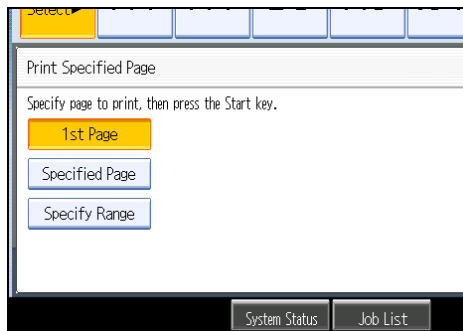 Select►
Print Specified Page
Specify page to print, then press the Start key.
1st Page
Specified Page
Specify Range
System Status
Job List